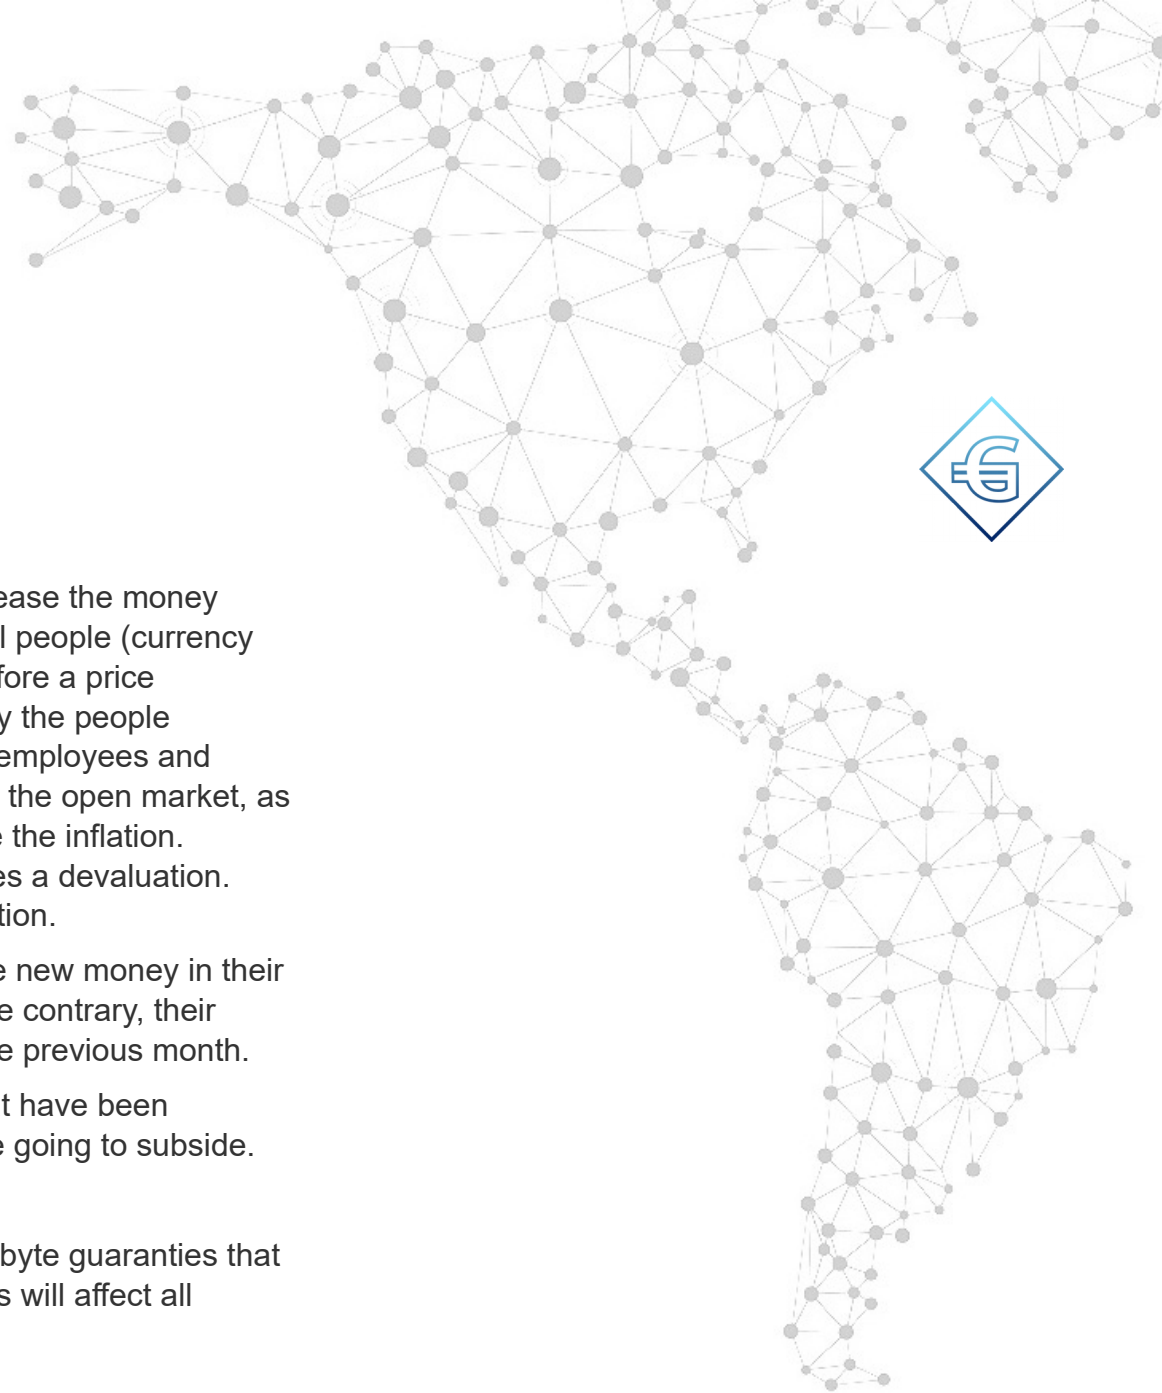 ease the money
l people (currency
fore a price
y the people
employees and
the open market, as
e the inflation.
es a devaluation.
tion.
e new money in their
e contrary, their
e previous month.
t have been
e going to subside.
byte guaranties that
s will affect all